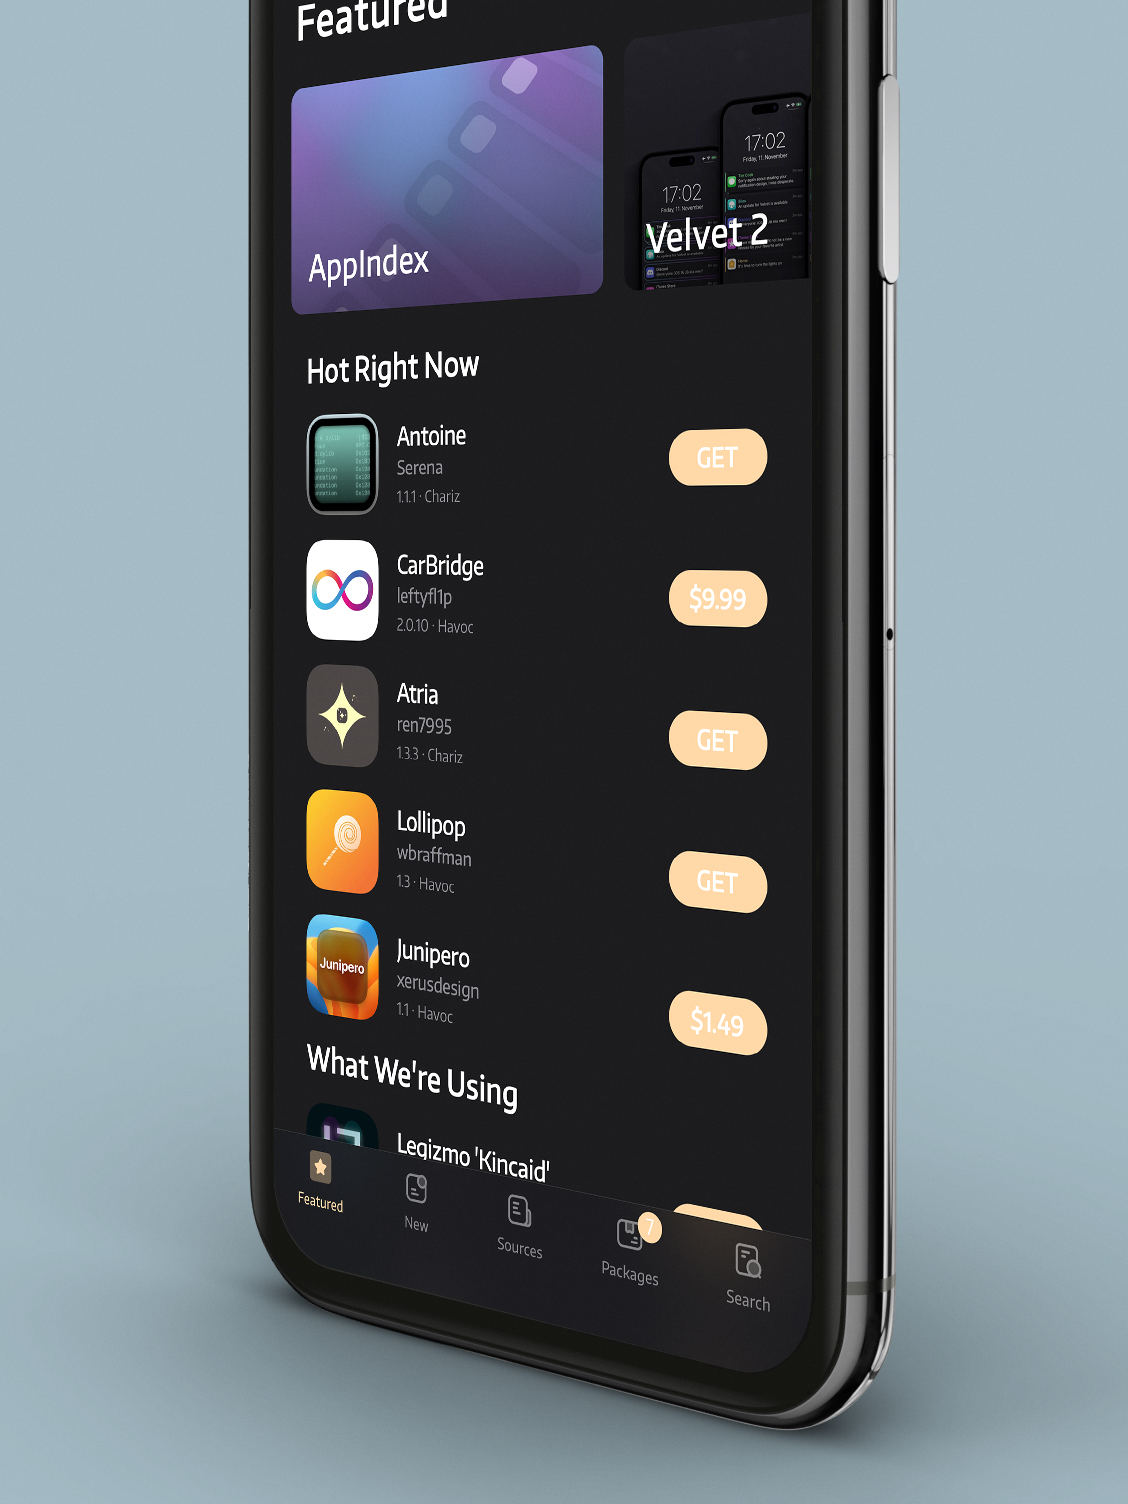 Featured
AppIndex
17:02
Friday, 11. November
17:02
Friday, 11. November
Velvet 2
Hot Right Now
Antoine
Serena
1.1.1 · Chariz
GET
CarBridge
leftyfl1p
2.0.10 · Havoc
$9.99
Atria
ren7995
1.3.3 · Chariz
GET
Lollipop
wbraffman
1.3 · Havoc
GET
Junipero
Junipero
xerusdesign
1.1 · Havoc
$1.49
What We're Using
Legizmo 'Kincaid'
Featured
New
Sources
7
Packages
Search